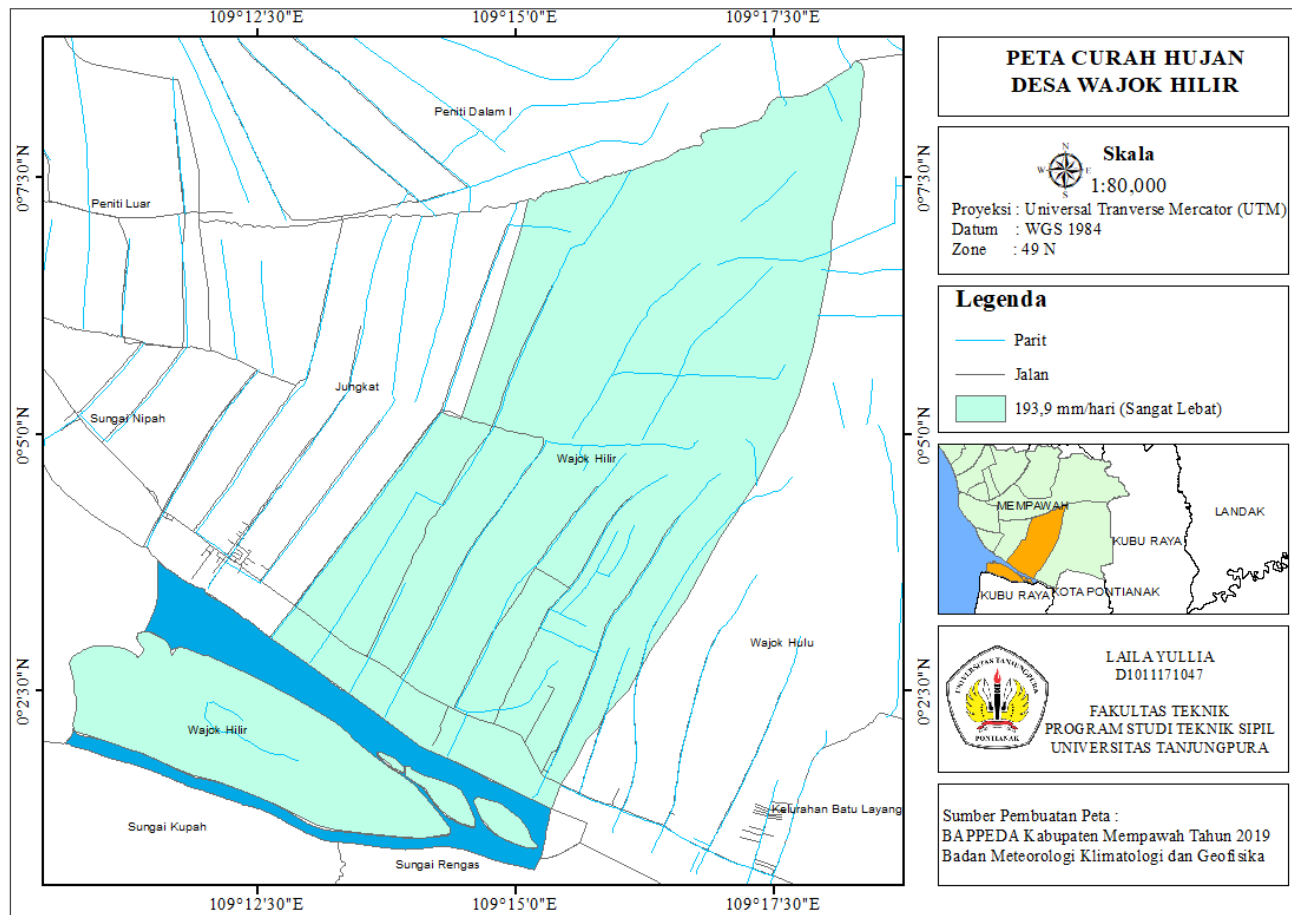 109°12'30"E
109°15'0"E
109°17'30"E
0°7'30"N
0°5'0"N
0°2'30"N
Peniti Dalam I
Peniti Luar
Jungkat
Sungai Nipah
Wajok Hilir
Wajok Hulu
Wajok Hilir
Kelurahan Batu Layang
Sungai Kupah
Sungai Rengas
0°7'30"N
0°5'0"N
0°2'30"N
109°12'30"E
109°15'0"E
109°17'30"E
PETA CURAH HUJAN
DESA WAJOK HILIR
N
W
E
S
Skala
1:80,000
Proyeksi : Universal Tranverse Mercator (UTM)
Datum : WGS 1984
Zone : 49 N
Legenda
Parit
Jalan
193,9 mm/hari (Sangat Lebat)
MEMPAWAH
LANDAK
KUBU RAYA
KUBU RAYA
KOTA PONTIANAK
UNIVERSITAS TANJUNGPURA
PONTIANAK
LAILA YULLIA
D1011171047
FAKULTAS TEKNIK
PROGRAM STUDI TEKNIK SIPIL
UNIVERSITAS TANJUNGPURA
Sumber Pembuatan Peta :
BAPPEDA Kabupaten Mempawah Tahun 2019
Badan Meteorologi Klimatologi dan Geofisika